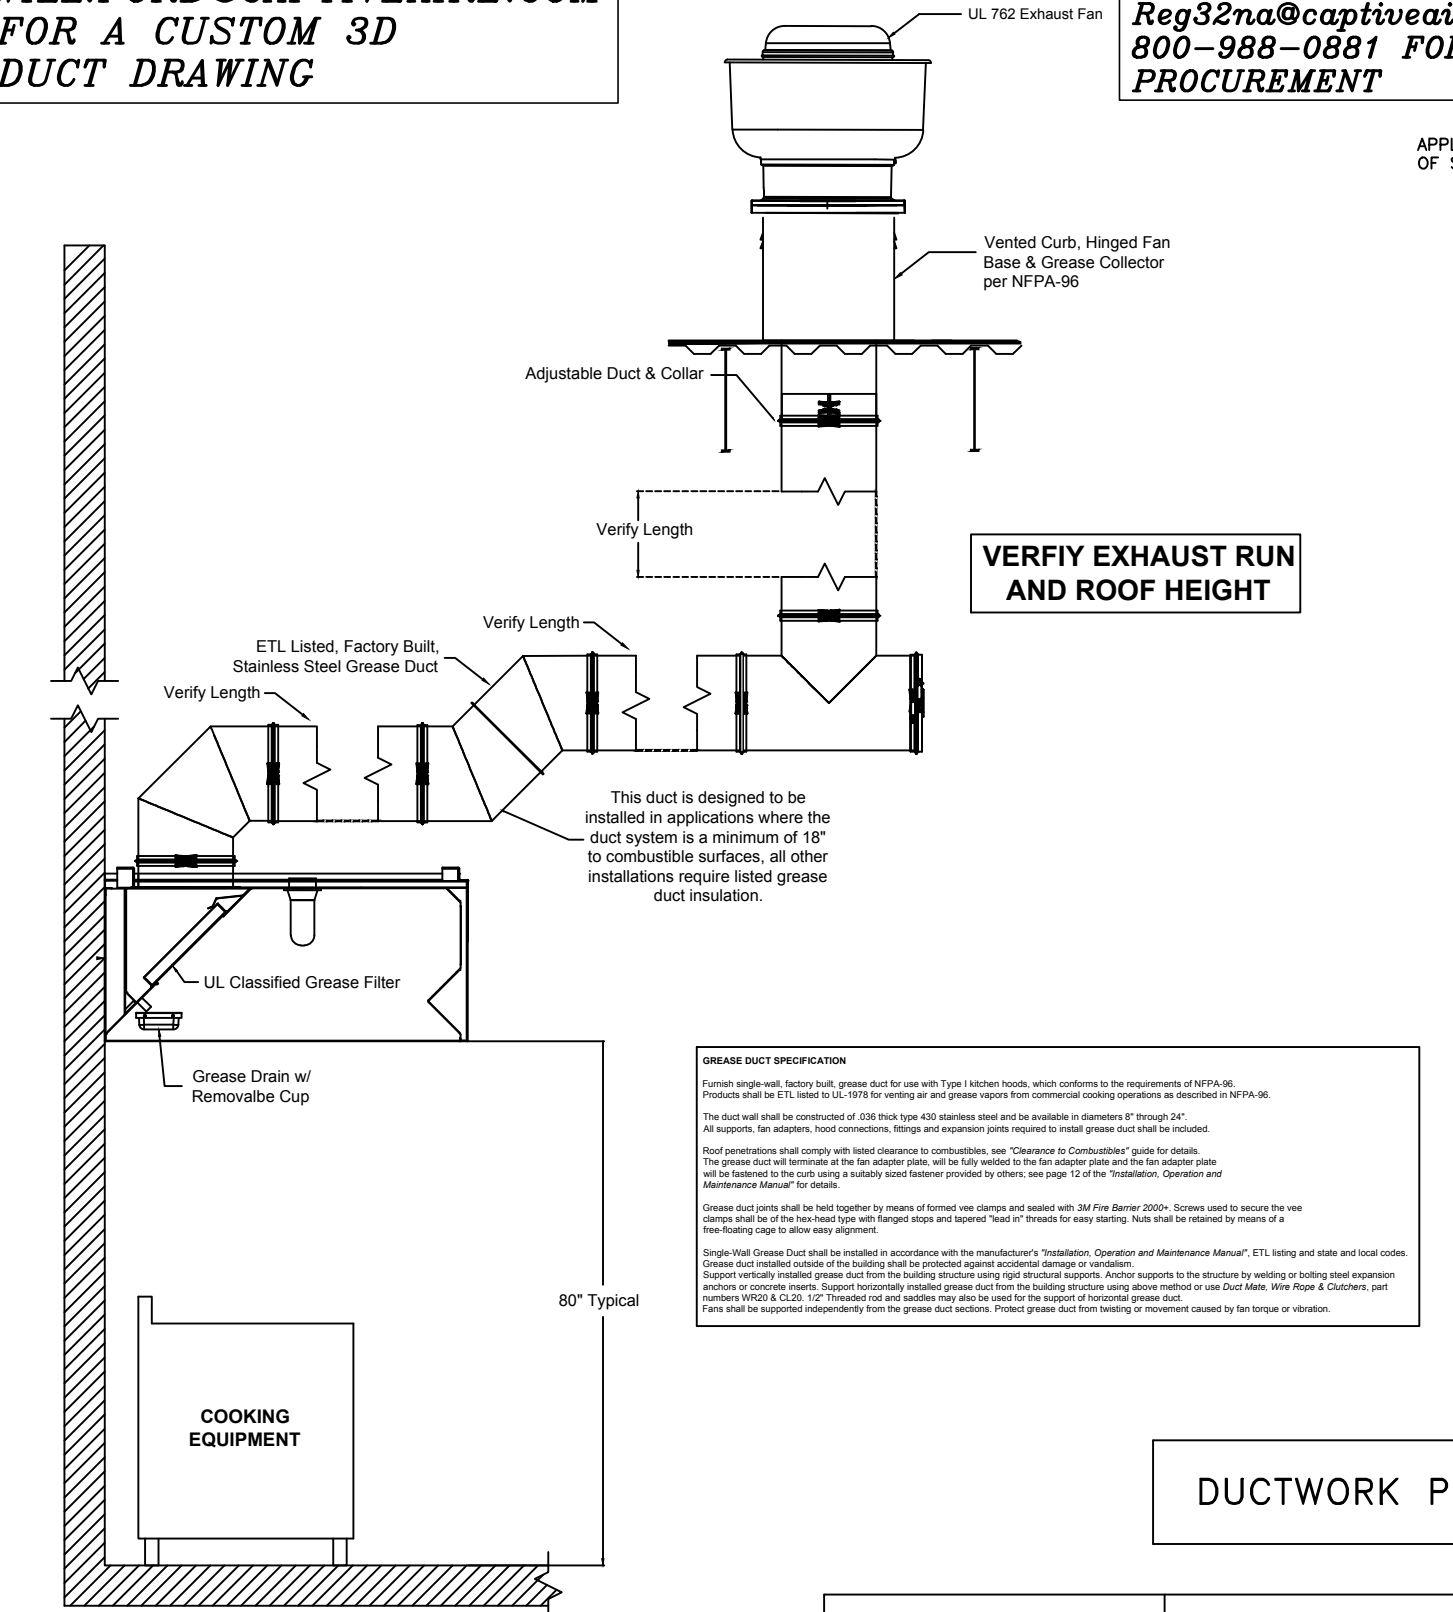 FOR A CUSTOM 3D
DUCT DRAWING
UL 762 Exhaust Fan
800-988-0881
PROCUREMENT
OF
Vented Curb, Hinged Fan
Base & Grease Collector
per NFPA-96
Adjustable Duct & Collar
Verify Length
VERFIY EXHAUST RUN
AND ROOF HEIGHT
Verify Length
ETL Listed, Factory Built,
Stainless Steel Grease Duct
Verify Length
This duct is designed to be
installed in applications where the
duct system is a minimum of 18"
to combustible surfaces, all other
installations require listed grease
duct insulation.
UL Classified Grease Filter
Grease Drain w/
Removalbe Cup
GREASE DUCT SPECIFICATION
Furnish single-wall, factory built, grease duct for use with Type I kitchen hoods, which conforms to the requirements of NFPA-96.
Products shall be ETL listed to UL-1978 for venting air and grease vapors from commercial cooking operations as described in NFPA-96.
The duct wall shall be constructed of .036 thick type 430 stainless steel and be available in diameters 8" through 24".
All supports, fan adapters, hood connections, fittings and expansion joints required to install grease duct shall be included.
Roof penetrations shall comply with listed clearance to combustibles, see "Clearance to Combustibles" guide for details.
The grease duct will terminate at the fan adapter plate, will be fully welded to the fan adapter plate and the fan adapter plate
will be fastened to the curb using a suitably sized fastener provided by others; see page 12 of the "Installation, Operation and
Maintenance Manual" for details.
Grease duct joints shall be held together by means of formed vee clamps and sealed with 3M Fire Barrier 2000+. Screws used to secure the vee
clamps shall be of the hex-head type with flanged stops and tapered "lead in" threads for easy starting. Nuts shall be retained by means of a
free-floating cage to allow easy alignment.
Single-Wall Grease Duct shall be installed in accordance with the manufacturer's "Installation, Operation and Maintenance Manual", ETL listing and state and local codes.
Grease duct installed outside of the building shall be protected against accidental damage or vandalism.
Support vertically installed grease duct from the building structure using rigid structural supports. Anchor supports to the structure by welding or bolting steel expansion
anchors or concrete inserts. Support horizontally installed grease duct from the building structure using above method or use Duct Mate, Wire Rope & Clutchers, part
numbers WR20 & CL20. 1/2" Threaded rod and saddles may also be used for the support of horizontal grease duct.
Fans shall be supported independently from the grease duct sections. Protect grease duct from twisting or movement caused by fan torque or vibration.
80" Typical
COOKING
EQUIPMENT
DUCTWORK P